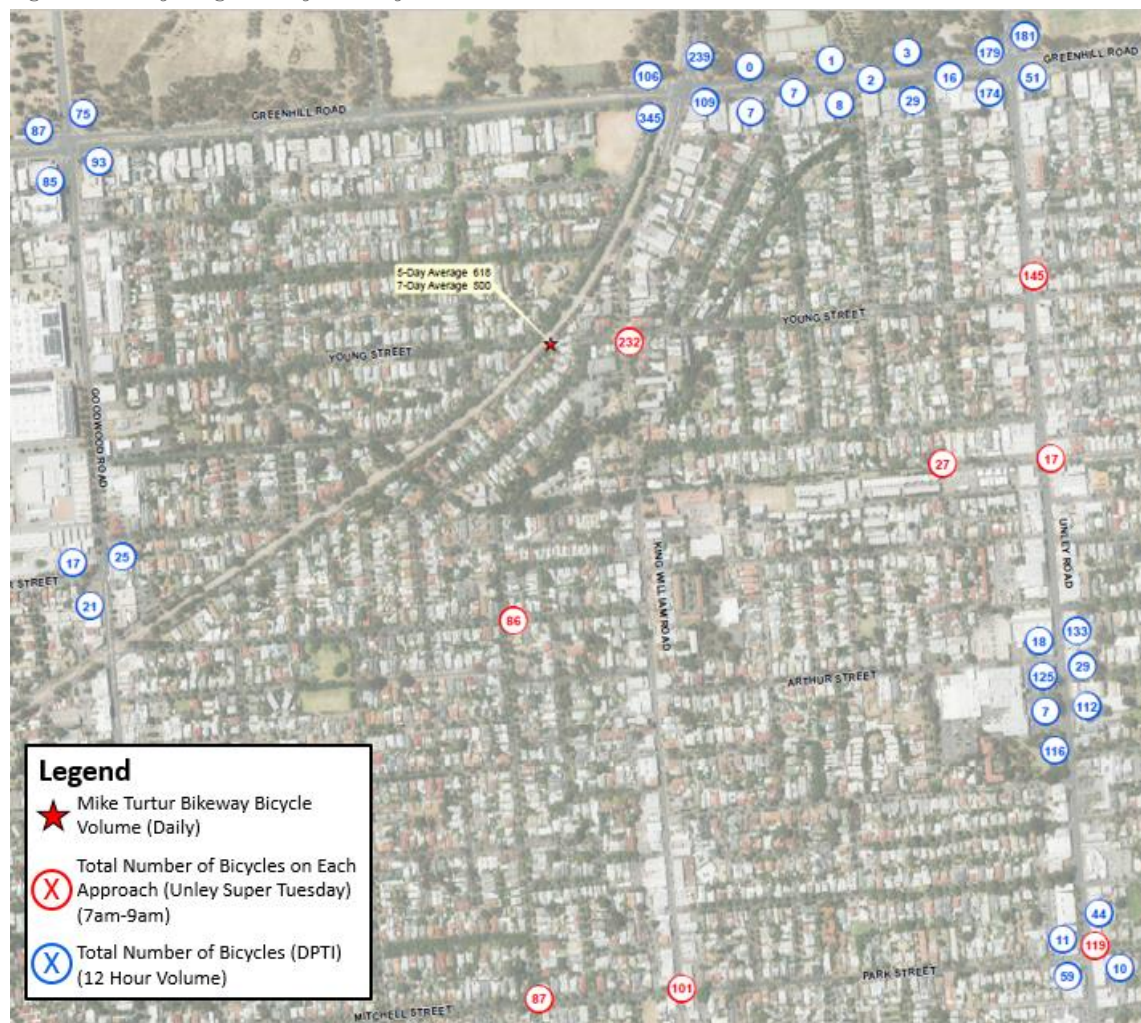 181
239
179
3
1
GREENHILL ROAD
106
0
2
16
51
7
174
29
109
8
7
345
GREENHILL ROAD
75
87
93
85
5-Day Average 618
7-Day Average 500
145
YOUNG STREET
232
YOUNG STREET
GOODWOOD ROAD
27
17
UNLEY ROAD
KING WILLIAM ROAD
17
25
STREET
21
86
18
133
29
125
ARTHUR STREET
7
112
116
Legend
Mike Turtur Bikeway Bicycle
Volume (Daily)
X
Total Number of Bicycles on Each
Approach (Unley Super Tuesday)
(7am-9am)
X
Total Number of Bicycles (DPTI)
(12 Hour Volume)
44
11
119
10
59
PARK STREET
101
87
MITCHELL STREET